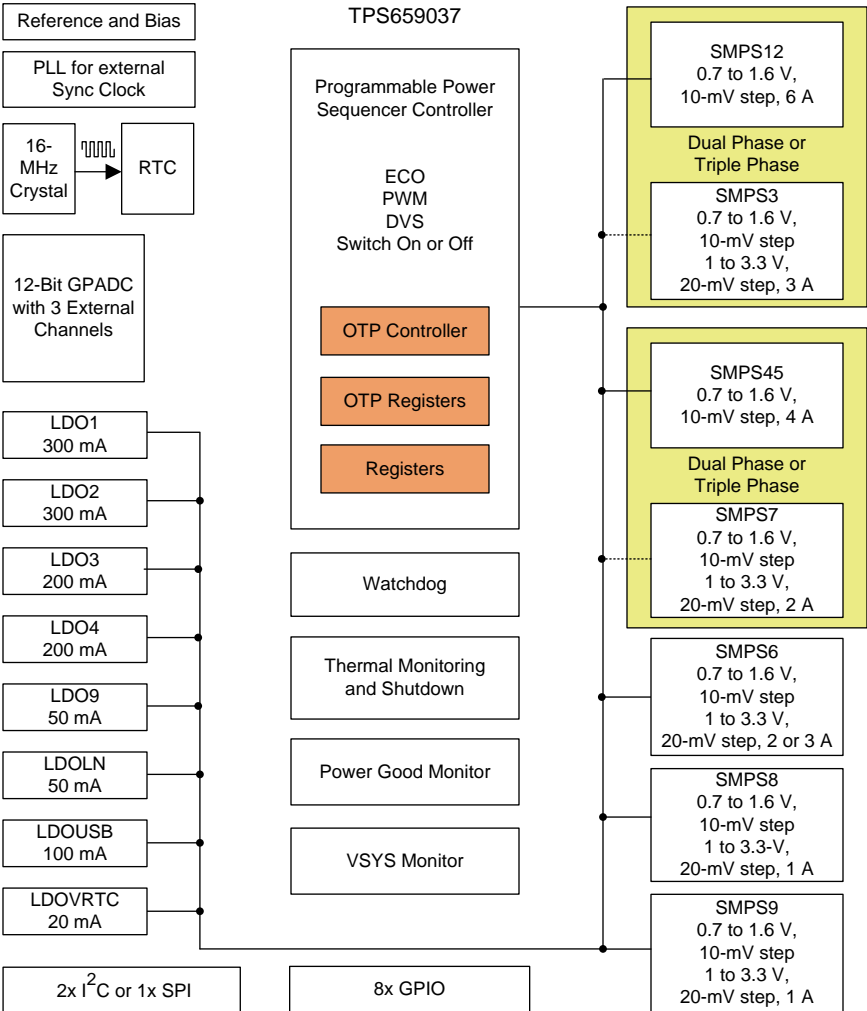 Reference and Bias
PLL for external
Sync Clock
16-
MHz
Crystal
RTC
12-Bit GPADC
with 3 External
Channels
LDO1
300 mA
LDO2
300 mA
LDO3
200 mA
LDO4
200 mA
LDO9
50 mA
LDOLN
50 mA
LDOUSB
100 mA
LDOVRTC
20 mA
2x I²C or 1x SPI
TPS659037
Programmable Power
Sequencer Controller
ECO
PWM
DVS
Switch On or Off
OTP Controller
OTP Registers
Registers
Watchdog
Thermal Monitoring
and Shutdown
Power Good Monitor
VSYS Monitor
8x GPIO
SMPS12
0.7 to 1.6 V,
10-mV step, 6 A
Dual Phase or
Triple Phase
SMPS3
0.7 to 1.6 V,
10-mV step
1 to 3.3 V,
20-mV step, 3 A
SMPS45
0.7 to 1.6 V,
10-mV step, 4 A
Dual Phase or
Triple Phase
SMPS7
0.7 to 1.6 V,
10-mV step
1 to 3.3 V,
20-mV step, 2 A
SMPS6
0.7 to 1.6 V,
10-mV step
1 to 3.3 V,
20-mV step, 2 or 3 A
SMPS8
0.7 to 1.6 V,
10-mV step
1 to 3.3-V,
20-mV step, 1 A
SMPS9
0.7 to 1.6 V,
10-mV step
1 to 3.3 V,
20-mV step, 1 A